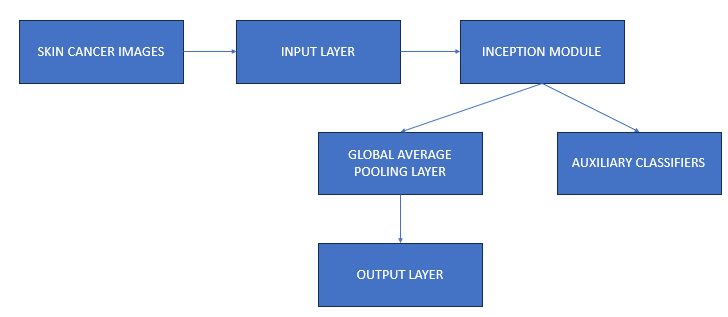 SKIN CANCER IMAGES
INPUT LAYER
INCEPTION MODULE
GLOBAL AVERAGE
POOLING LAYER
AUXILIARY CLASSIFIERS
OUTPUT LAYER